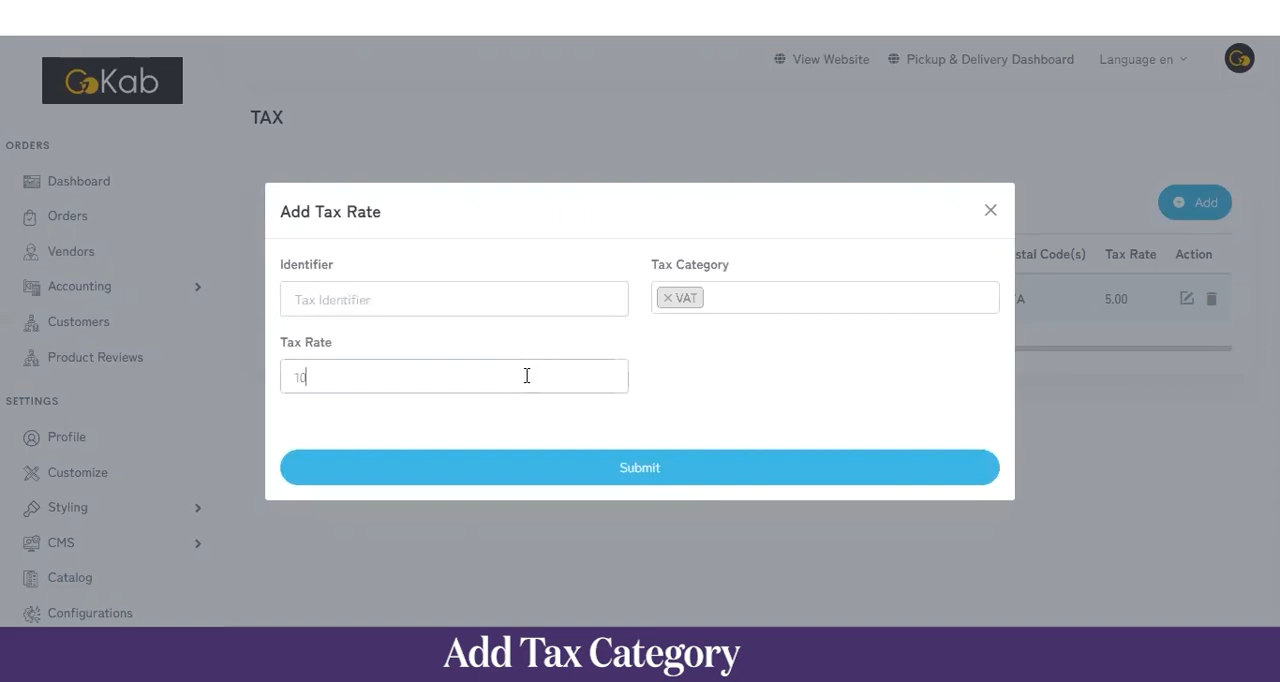 GoKab
View Website
Pickup & Delivery Dashboard
Language en
TAX
ORDERS
Dashboard
Orders
Vendors
Accounting
Customers
Product Reviews
SETTINGS
Profile
Customize
Styling
CMS
Catalog
Configurations
Add
stal Code(s) Tax Rate Action
A 5.00
Add Tax Rate
Identifier
Tax Identifier
Tax Category
× VAT
Tax Rate
10
Submit
Add Tax Category